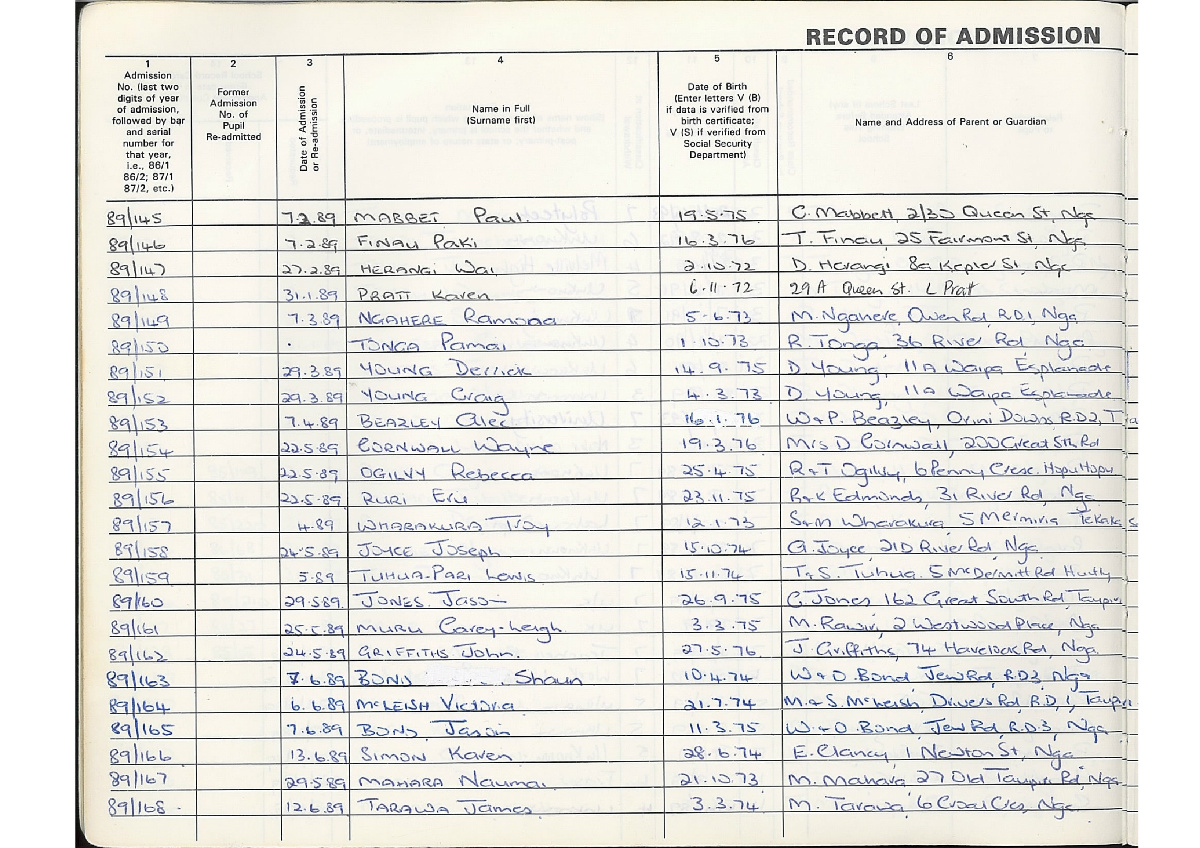 RECORD OF ADMISSION
1 2 3 4 5 6
Admission
No. (last two
digits of year
of admission,
followed by bar
and serial
number for
that year,
i.e., 86/1
86/2; 87/1
87/2, etc.)
Former
Admission
No. of
Pupil
Re-admitted
Date of Admission
or Re-admission
Name in Full
(Surname first)
Date of Birth
(Enter letters V (B)
if data is varified from
birth certificate;
V (S) if verified from
Social Security
Department)
Name and Address of Parent or Guardian
89/145 7.2.89 MABBET Paul 19.5.75 C. Mabbett, 2/30 Queen St, Nga
89/146 7.2.89 FINAU Paki 16.3.76 T. Finau, 25 Fairmont St, Nga
89/147 27.2.89 HERANGI Wai 2.10.72 D. Herangi 8a Kepler St, Nga
89/148 31.1.89 PRATT Karen 6.11.72 29A Queen St. L Pratt
89/149 7.3.89 NGAHERE Ramona 5.6.73 M. Ngahere, Owen Rd, R.D.1, Nga
89/150 TONGA Pamai 1.10.73 R. Tonga, 36 River Rd, Nga
89/151 29.3.89 YOUNG Derrick 14.9.75 D Young, 11A Waipa Esplanade
89/152 29.3.89 YOUNG Craig 4.3.73 D Young, 11a Waipa Esplanade
89/153 7.4.89 BEAZLEY Alec 16.1.76 W & P. Beazley, Orini Downs, R.D.2,
89/154 22.5.89 CORNWALL Wayne 19.3.76 Mrs D Cornwall, 200 Great Sth Rd
89/155 22.5.89 OGILVY Rebecca 25.4.75 R & T Ogilvy, 6 Penny Cresc. Hopu Hopu
89/156 22.5.89 RURI Eru 23.11.75 R & K Edmonds, 31 River Rd, Nga
89/157 4.89 WHARAKURA Troy 12.1.73 S & M Wharakura 5
89/158 24.5.89 JOYCE Joseph 15.10.74 G. Joyce, 21D River Rd, Nga
89/159 5.89 TUHUA-PARI Lewis 15.11.74 T & S. Tuhua. 5 McDermitt Rd Huntly
89/160 29.5.89 JONES. Jason 26.9.75 C. Jones 162 Great South Rd Taupiri
89/161 25.5.89 MURU Carey-Leigh 3.3.75 M. Rawiri, 2 Westwood Place, Nga
89/162 24.5.89 GRIFFITHS John. 27.5.76 J. Griffiths, 74 Havelock Rd, Nga
89/163 7.6.89 BOND Shaun 10.4.74 W & O. Bond Jew Rd, R.D.3, Nga
89/164 6.6.89 McLEISH Victoria 21.7.74 M. & S. McLeish, Drivers Rd, R.D,1, Taupiri
89/165 7.6.89 BOND Jason 11.3.75 W. & O. Bond, Jew Rd, R.D.3, Nga
89/166 13.6.89 SIMON Karen 28.6.74 E. Clancy, 1 Newton St, Nga
89/167 29.5.89 MAHARA Naumai 21.10.73 M. Mahara 27 Old Taupiri Rd, Nga
89/168 12.6.89 TARAWA James 3.3.74 M. Tarawa, 6 Cres, Nga